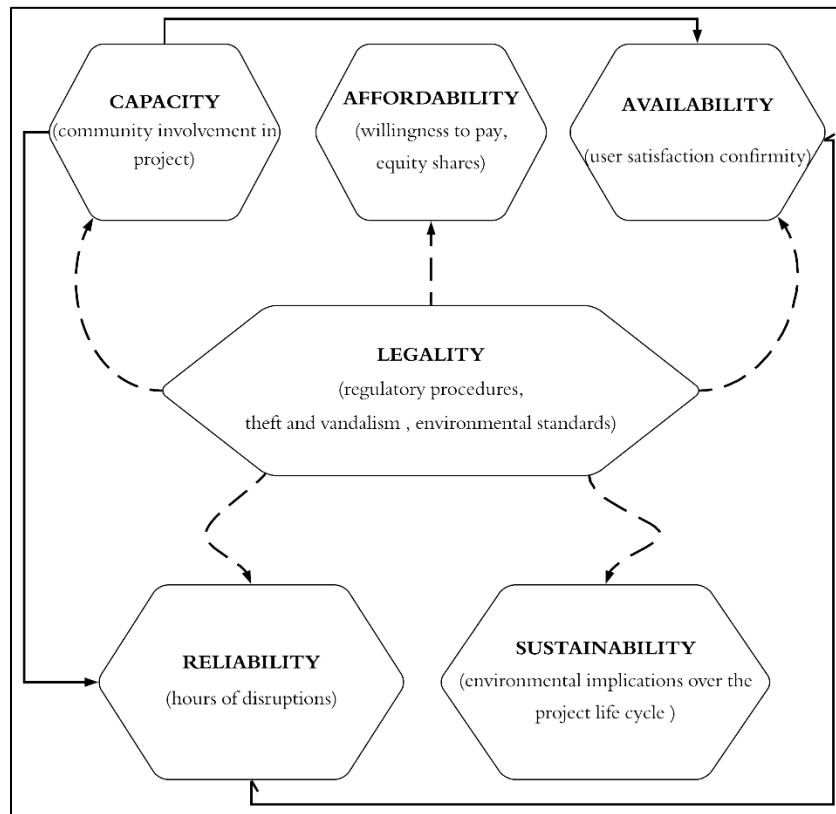 CAPACITY
(community involvement in
project)
AFFORDABILITY
(willingness to pay,
equity shares)
AVAILABILITY
(user satisfaction confirmity)
LEGALITY
(regulatory procedures,
theft and vandalism , environmental standards)
RELIABILITY
(hours of disruptions)
SUSTAINABILITY
(environmental implications over the
project life cycle )